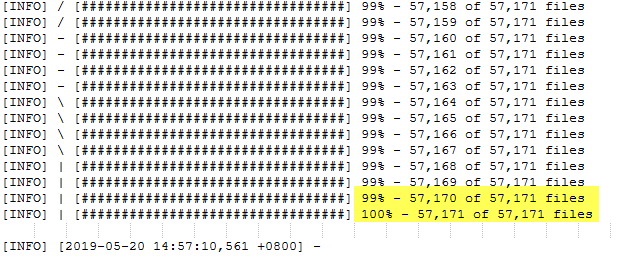 [INFO] / [##################################] 99% - 57,158 of 57,171 files
[INFO] / [##################################] 99% - 57,159 of 57,171 files
[INFO] - [##################################] 99% - 57,160 of 57,171 files
[INFO] - [##################################] 99% - 57,161 of 57,171 files
[INFO] - [##################################] 99% - 57,162 of 57,171 files
[INFO] - [##################################] 99% - 57,163 of 57,171 files
[INFO] \ [##################################] 99% - 57,164 of 57,171 files
[INFO] \ [##################################] 99% - 57,165 of 57,171 files
[INFO] \ [##################################] 99% - 57,166 of 57,171 files
[INFO] \ [##################################] 99% - 57,167 of 57,171 files
[INFO] | [##################################] 99% - 57,168 of 57,171 files
[INFO] | [##################################] 99% - 57,169 of 57,171 files
[INFO] | [##################################] 99% - 57,170 of 57,171 files
[INFO] | [##################################] 100% - 57,171 of 57,171 files
[INFO] [2019-05-20 14:57:10,561 +0800] -